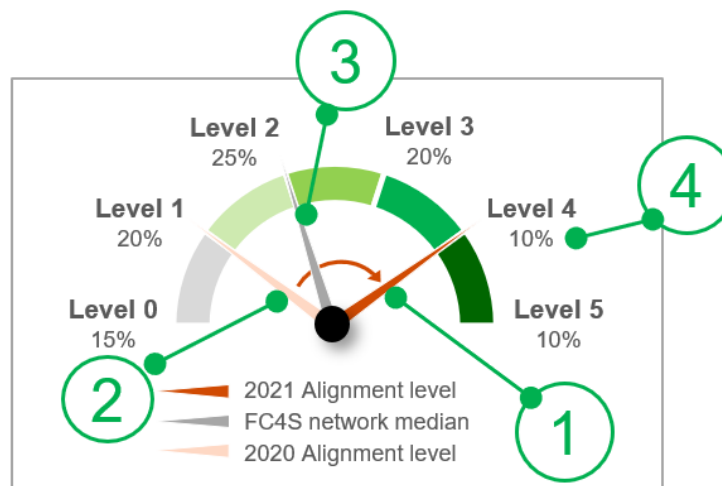 3
Level 2
25%
Level 3
20%
4
Level 1
20%
Level 4
10%
Level 0
15%
Level 5
10%
2
2021 Alignment level
FC4S network median
2020 Alignment level
1